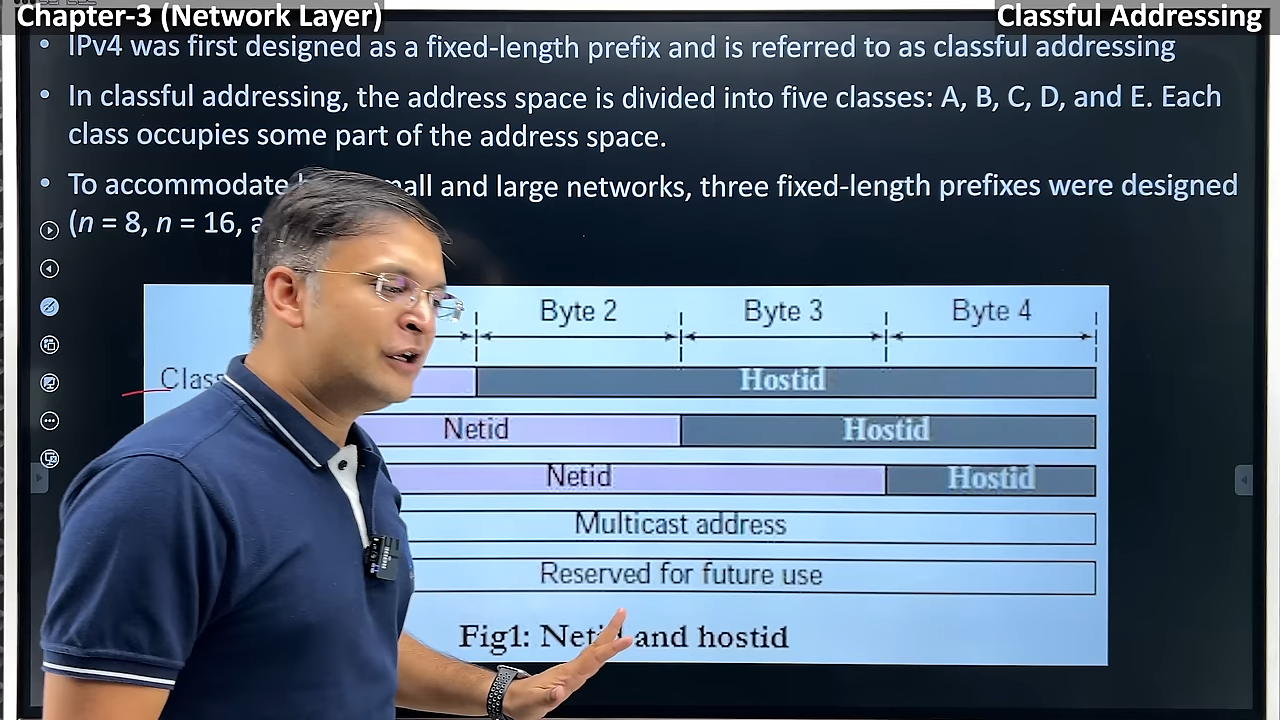 Chapter-3 (Network Layer)
Classful Addressing
• IPv4 was first designed as a fixed-length prefix and is referred to as classful addressing
• In classful addressing, the address space is divided into five classes: A, B, C, D, and E. Each
class occupies some part of the address space.
• To accommodate and large networks, three fixed-length prefixes were designed
(n = 8, n = 16,
Byte 2 Byte 3 Byte 4
Hostid
Netid Hostid
Netid Hostid
Multicast address
Reserved for future use
Fig1: Netid and hostid